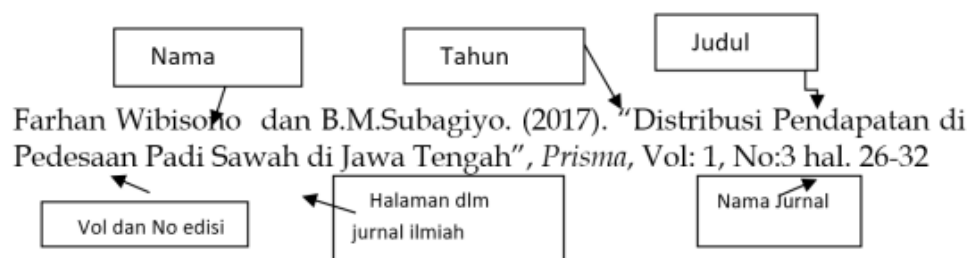 Nama
Tahun
Judul
Farhan Wibisono dan B.M.Subagiyo. (2017). “Distribusi Pendapatan di
Pedesaan Padi Sawah di Jawa Tengah”, Prisma, Vol: 1, No:3 hal. 26-32
Vol dan No edisi
Halaman dlm
jurnal ilmiah
Nama Jurnal